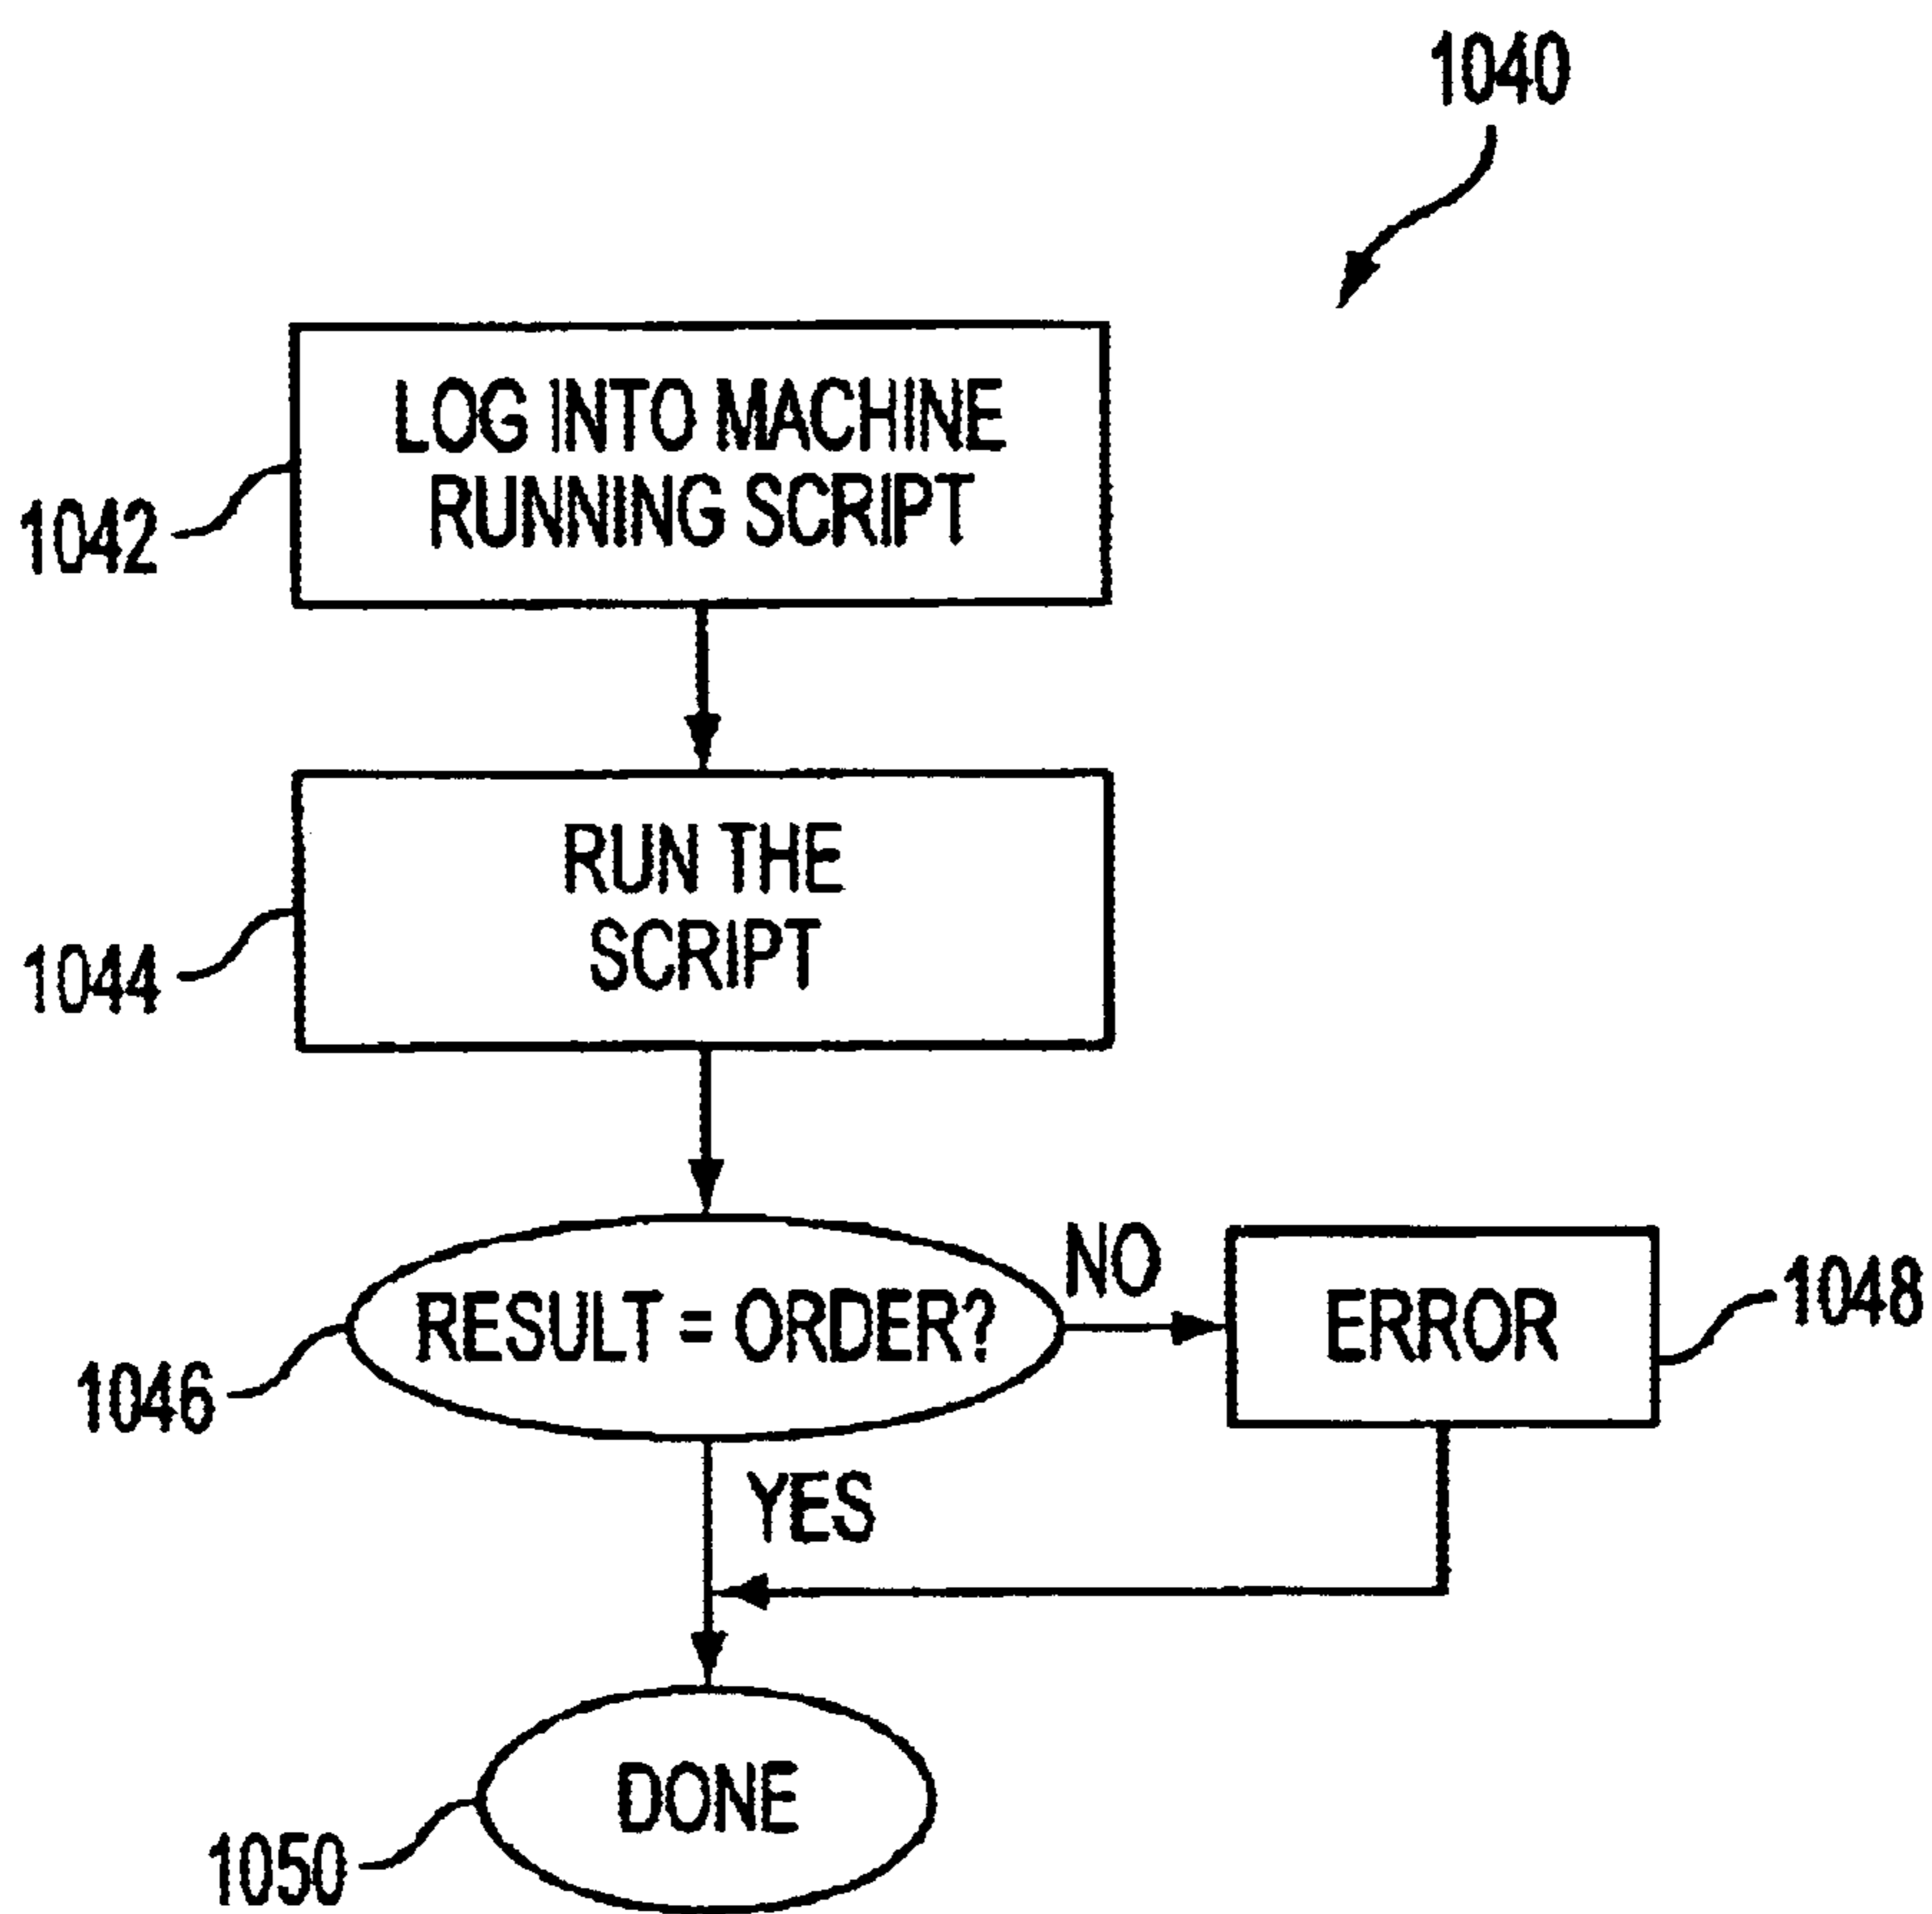 1040
LOG INTO MACHINE
RUNNING SCRIPT
1042
RUN THE
SCRIPT
1044
RESULT = ORDER?
NO
ERROR
1048
1046
YES
DONE
1050